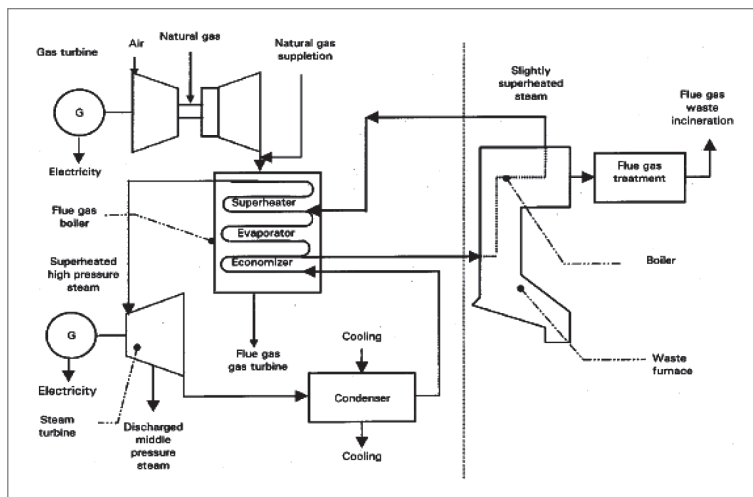 Gas turbine
Air
Natural gas
Natural gas
suppletion
Slightly
superheated
steam
Flue gas
waste
incineration
G
Electricity
Flue gas
treatment
Superheater
Flue gas
boiler
Evaporator
Economizer
Boiler
Superheated
high pressure
steam
G
Electricity
Flue gas
gas turbine
Cooling
Condenser
Cooling
Waste
furnace
Steam
turbine
Discharged
middle
pressure
steam